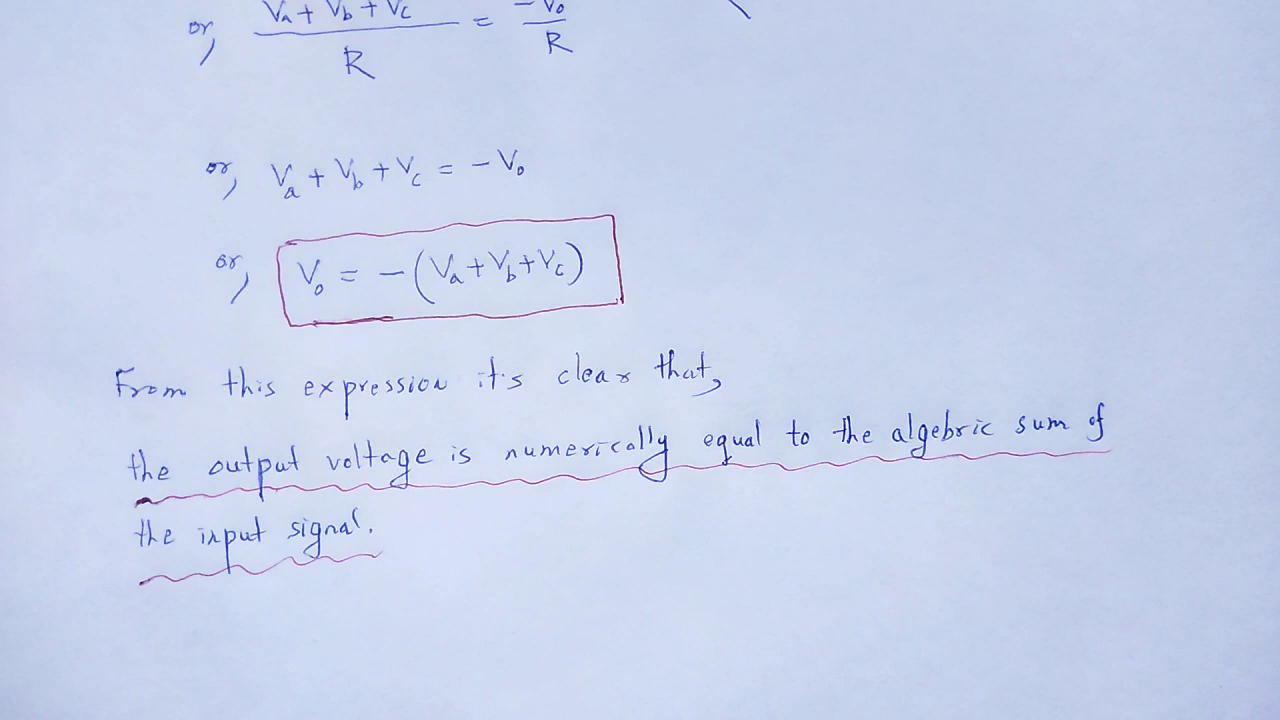 or, Va + Vb + Vc / R = -Vo / R
or, Va + Vb + Vc = - Vo
or, Vo = - (Va + Vb + Vc)
From this expression it's clear that,
the output voltage is numerically equal to the algebric sum of
the input signal.